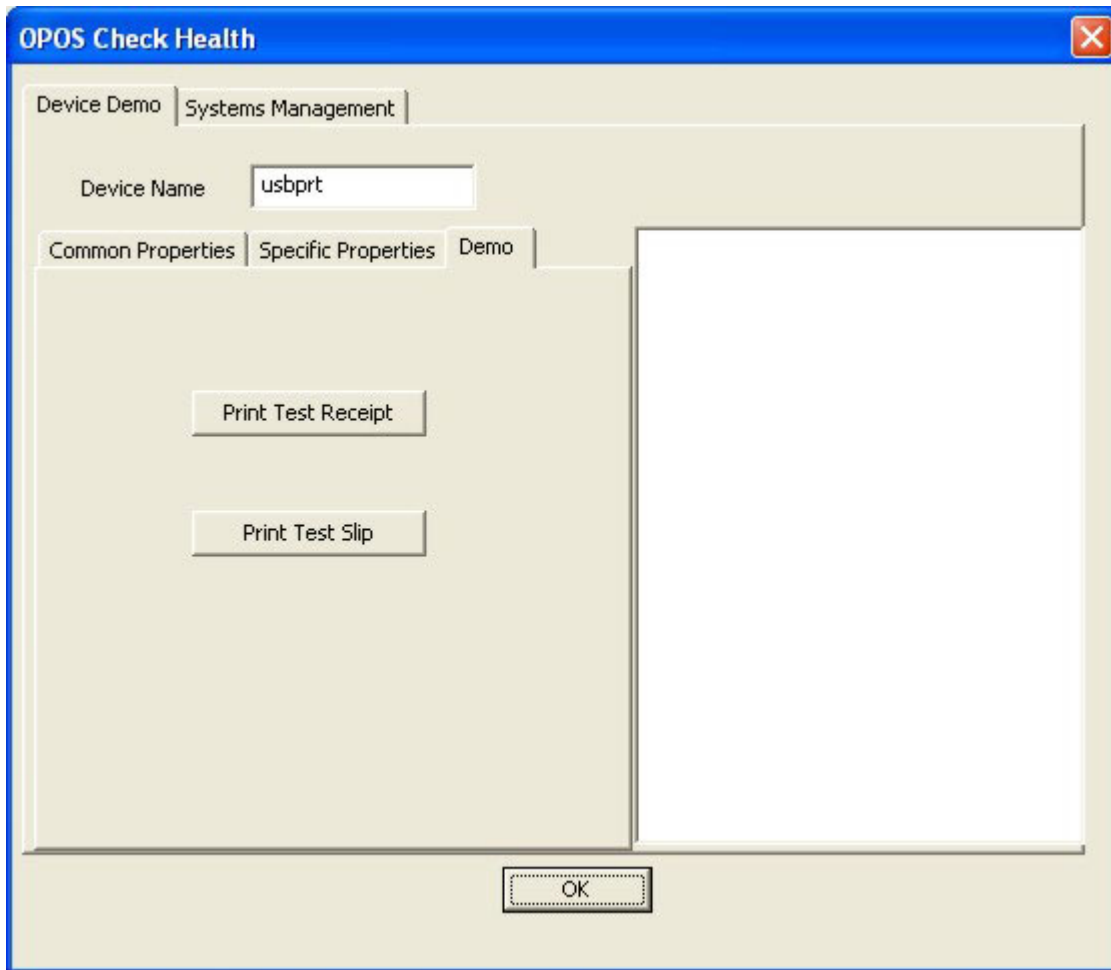 OPOS Check Health
Device Demo
Systems Management
Device Name
usbprt
Common Properties
Specific Properties
Demo
Print Test Receipt
Print Test Slip
OK